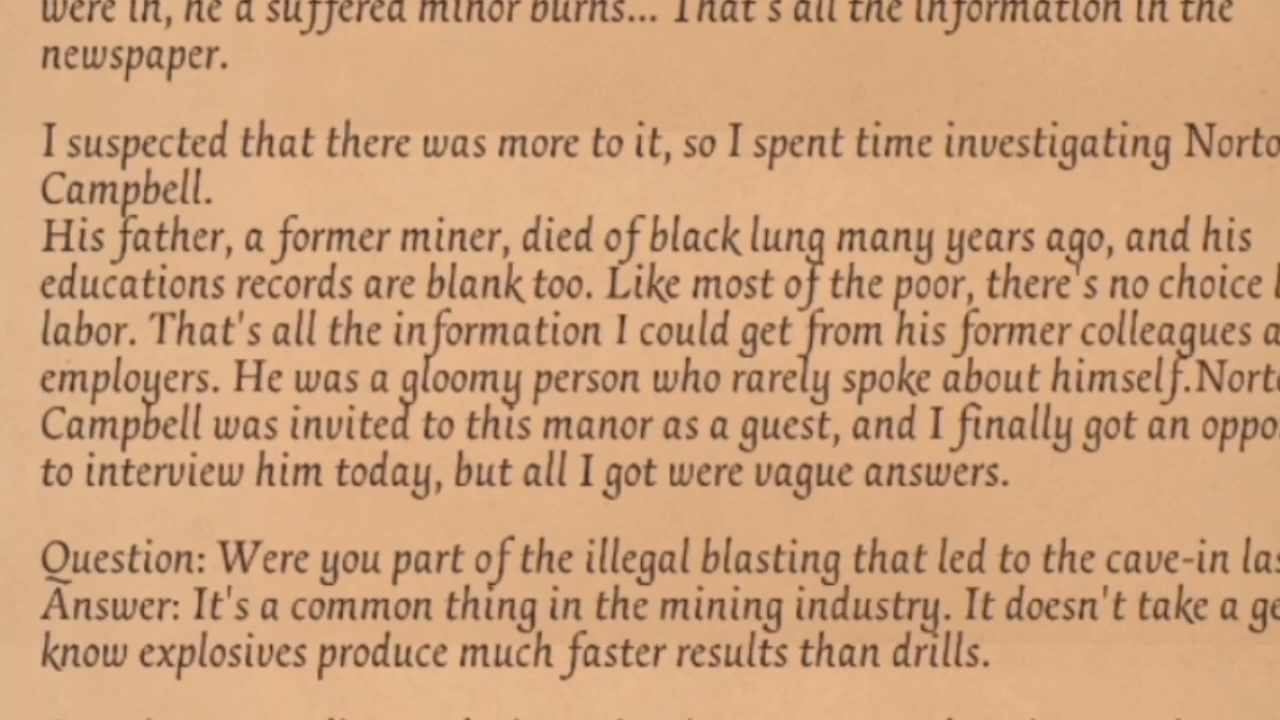 were in, he'd suffered minor burns... That's all the information in the
newspaper.
I suspected that there was more to it, so I spent time investigating
Campbell.
His father, a former miner, died of black lung many years ago, and his
educations records are blank too. Like most of the poor, there's no choice
labor. That's all the information I could get from his former colleagues
employers. He was a gloomy person who rarely spoke about himself.
Campbell was invited to this manor as a guest, and I finally got an
to interview him today, but all I got were vague answers.
Question: Were you part of the illegal blasting that led to the cave-in
Answer: It's a common thing in the mining industry. It doesn't take a
know explosives produce much faster results than drills.